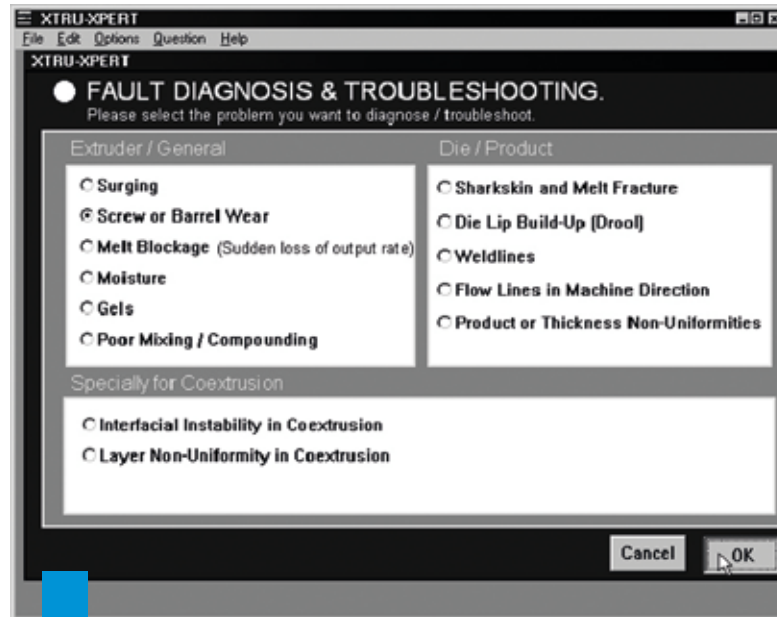 XTRU-XPERT
File Edit Options Question Help
XTRU-XPERT
FAULT DIAGNOSIS & TROUBLESHOOTING.
Please select the problem you want to diagnose / troubleshoot.
Extruder / General
Surging
Screw or Barrel Wear
Melt Blockage (Sudden loss of output rate)
Moisture
Gels
Poor Mixing / Compounding
Die / Product
Sharkskin and Melt Fracture
Die Lip Build-Up (Drool)
Weldlines
Flow Lines in Machine Direction
Product or Thickness Non-Uniformities
Specially for Coextrusion
Interfacial Instability in Coextrusion
Layer Non-Uniformity in Coextrusion
Cancel
OK